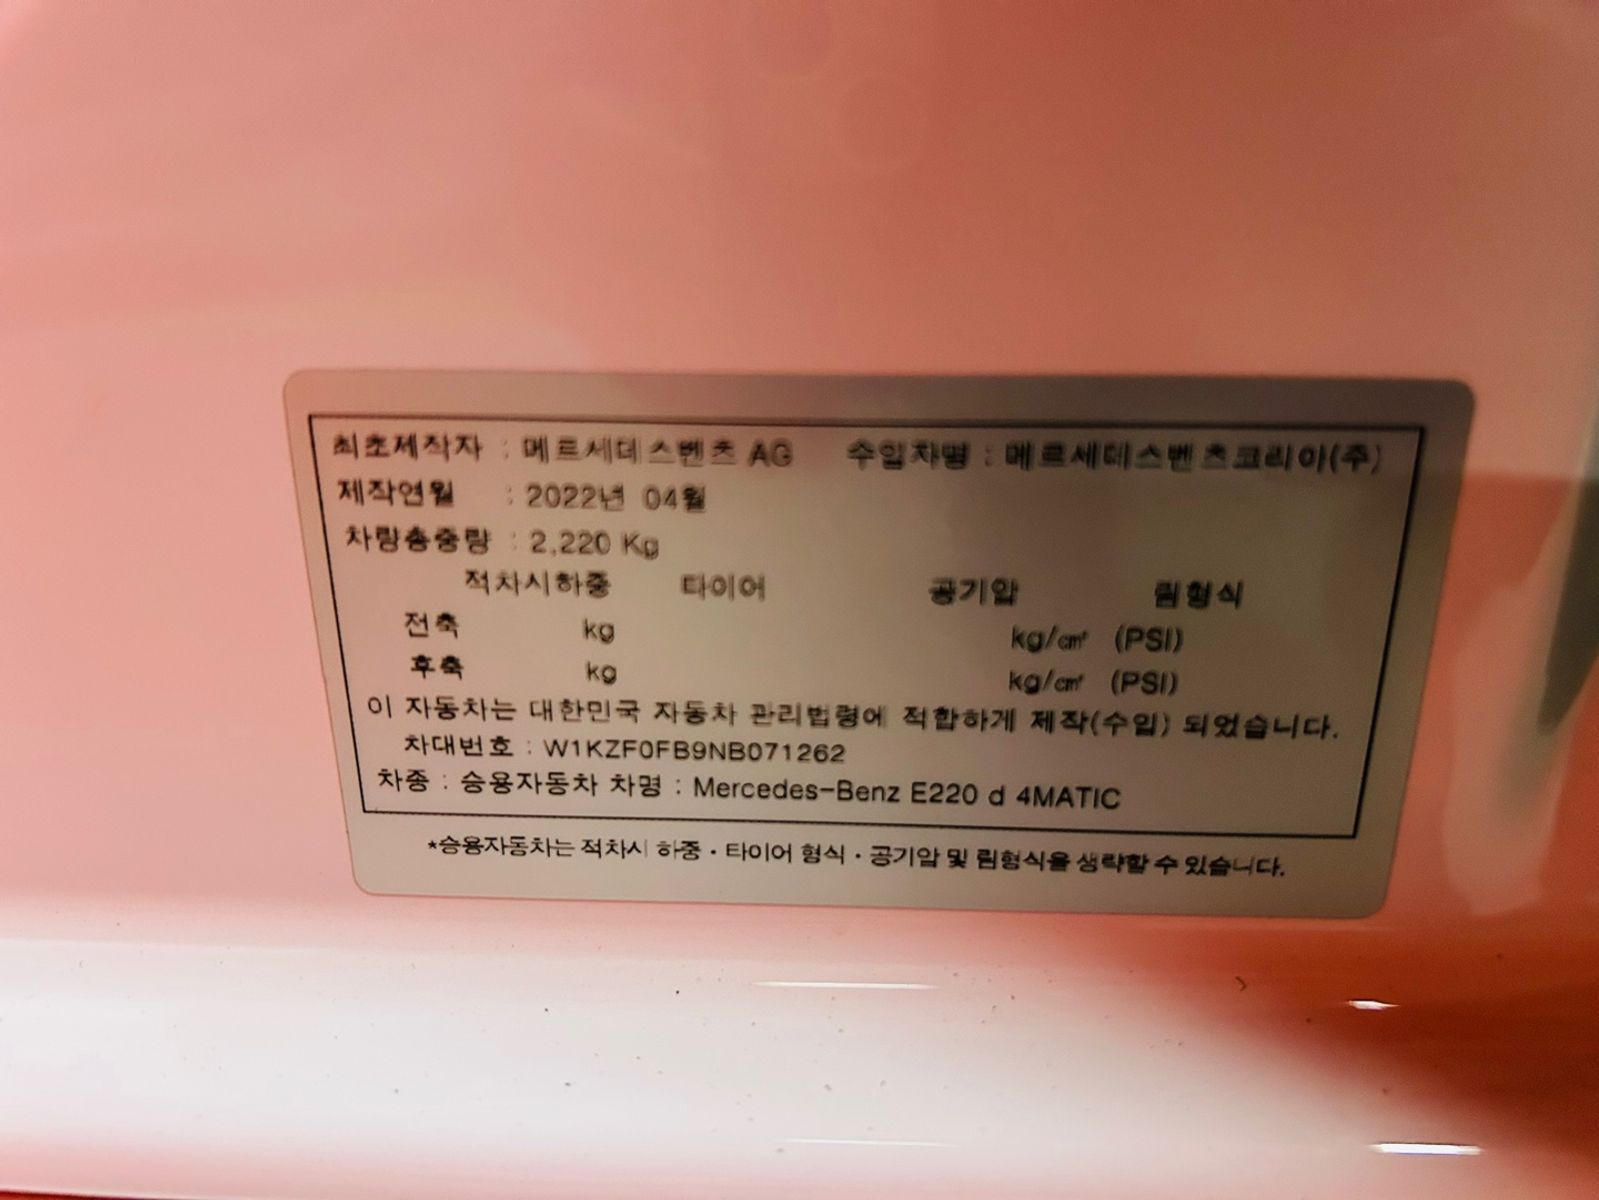 최초제작자 : 메르세데스벤츠 AG 수입자명 : 메르세데스벤츠코리아(주)
제작연월 : 2022년 04월
차량총중량 : 2,220 Kg
적차시하중 타이어 공기압 림형식
전축 kg kg/㎠ (PSI)
후축 kg kg/㎠ (PSI)
이 자동차는 대한민국 자동차 관리법령에 적합하게 제작(수입) 되었습니다.
차대번호 : W1KZF0FB9NB071262
차종 : 승용자동차 차명 : Mercedes-Benz E220 d 4MATIC
*승용자동차는 적차시 하중 · 타이어 형식 · 공기압 및 림형식을 생략할 수 있습니다.